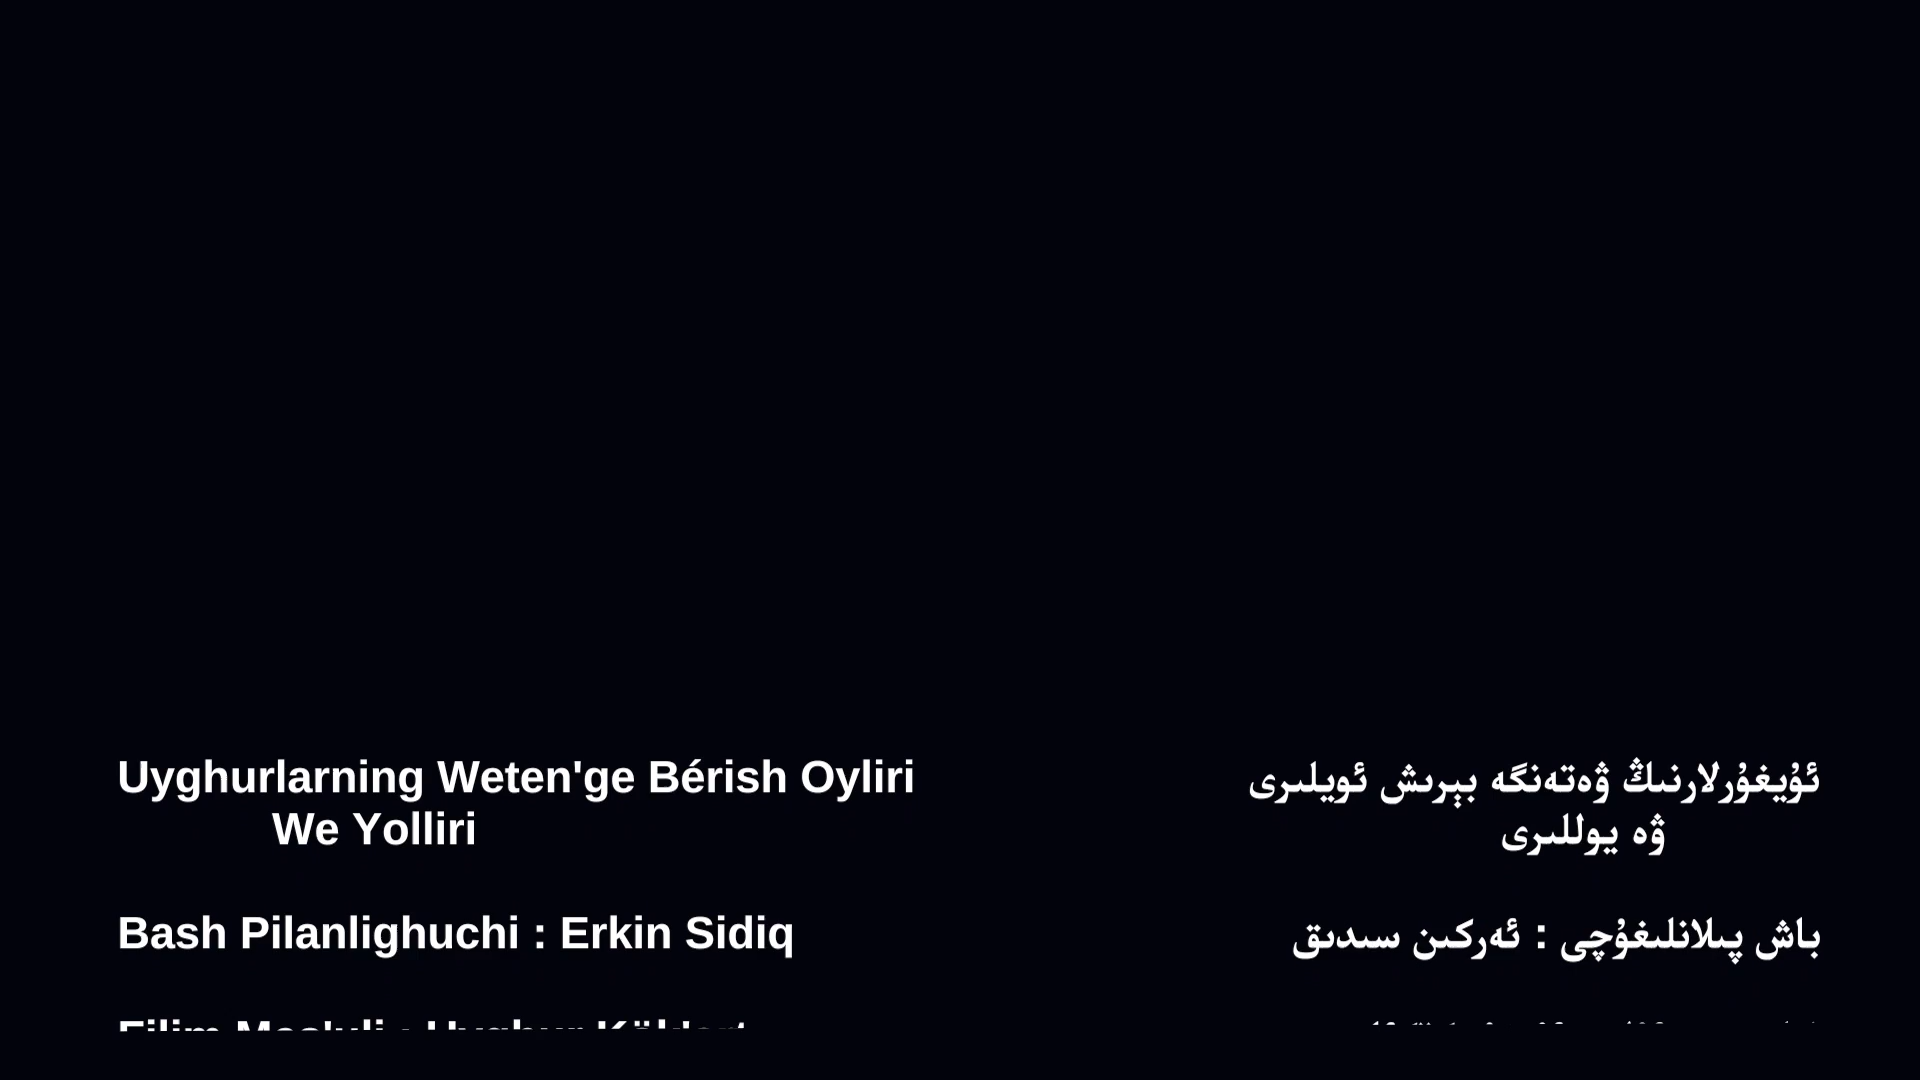 Uyghurlarning Weten'ge Bérish Oyliri
We Yolliri
Bash Pilanlighuchi : Erkin Sidiq
ئۇيغۇرلارنىڭ ۋەتەنگە بېرىش ئويلىرى
ۋە يوللىرى
باش پىلانلىغۇچى : ئەركىن سىدىق